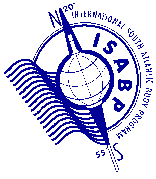 N 20°
INTERNATIONAL SOUTH ATLANTIC BUOY PROGRAM
ISABP
55 S